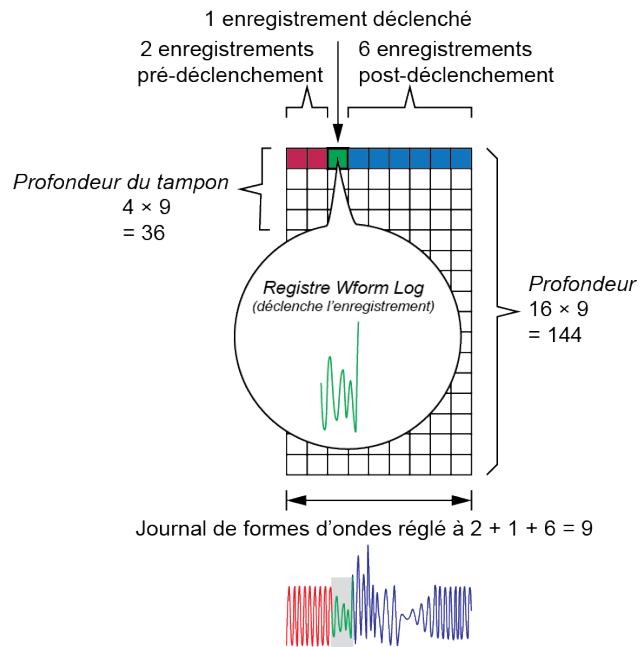 1 enregistrement déclenché
2 enregistrements
pré-déclenchement
6 enregistrements
post-déclenchement
Profondeur du tampon
4 × 9
= 36
Registre Wform Log
(déclenche l'enregistrement)
Profondeur
16 × 9
= 144
Journal de formes d'ondes réglé à 2 + 1 + 6 = 9